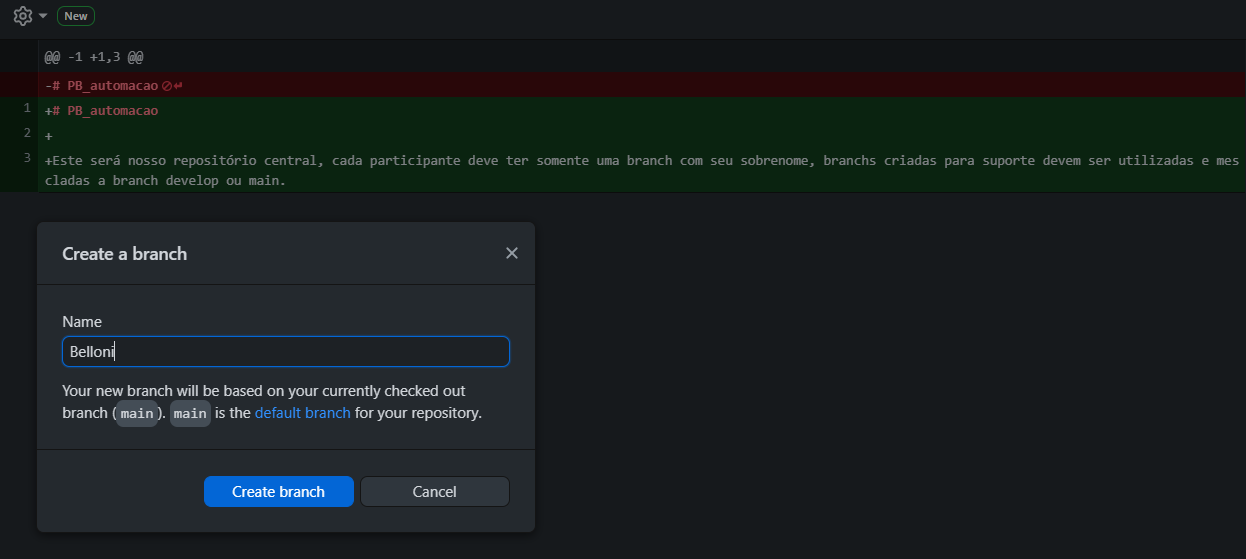 New
@@ -1 +1,3 @@
-# PB_automacao
1 +# PB_automacao
2 +
3 +Este será nosso repositório central, cada participante deve ter somente uma branch com seu sobrenome, branchs criadas para suporte devem ser utilizadas e mes
cladas a branch develop ou main.
Create a branch
Name
Belloni
Your new branch will be based on your currently checked out
branch (main). main is the default branch for your repository.
Create branch Cancel